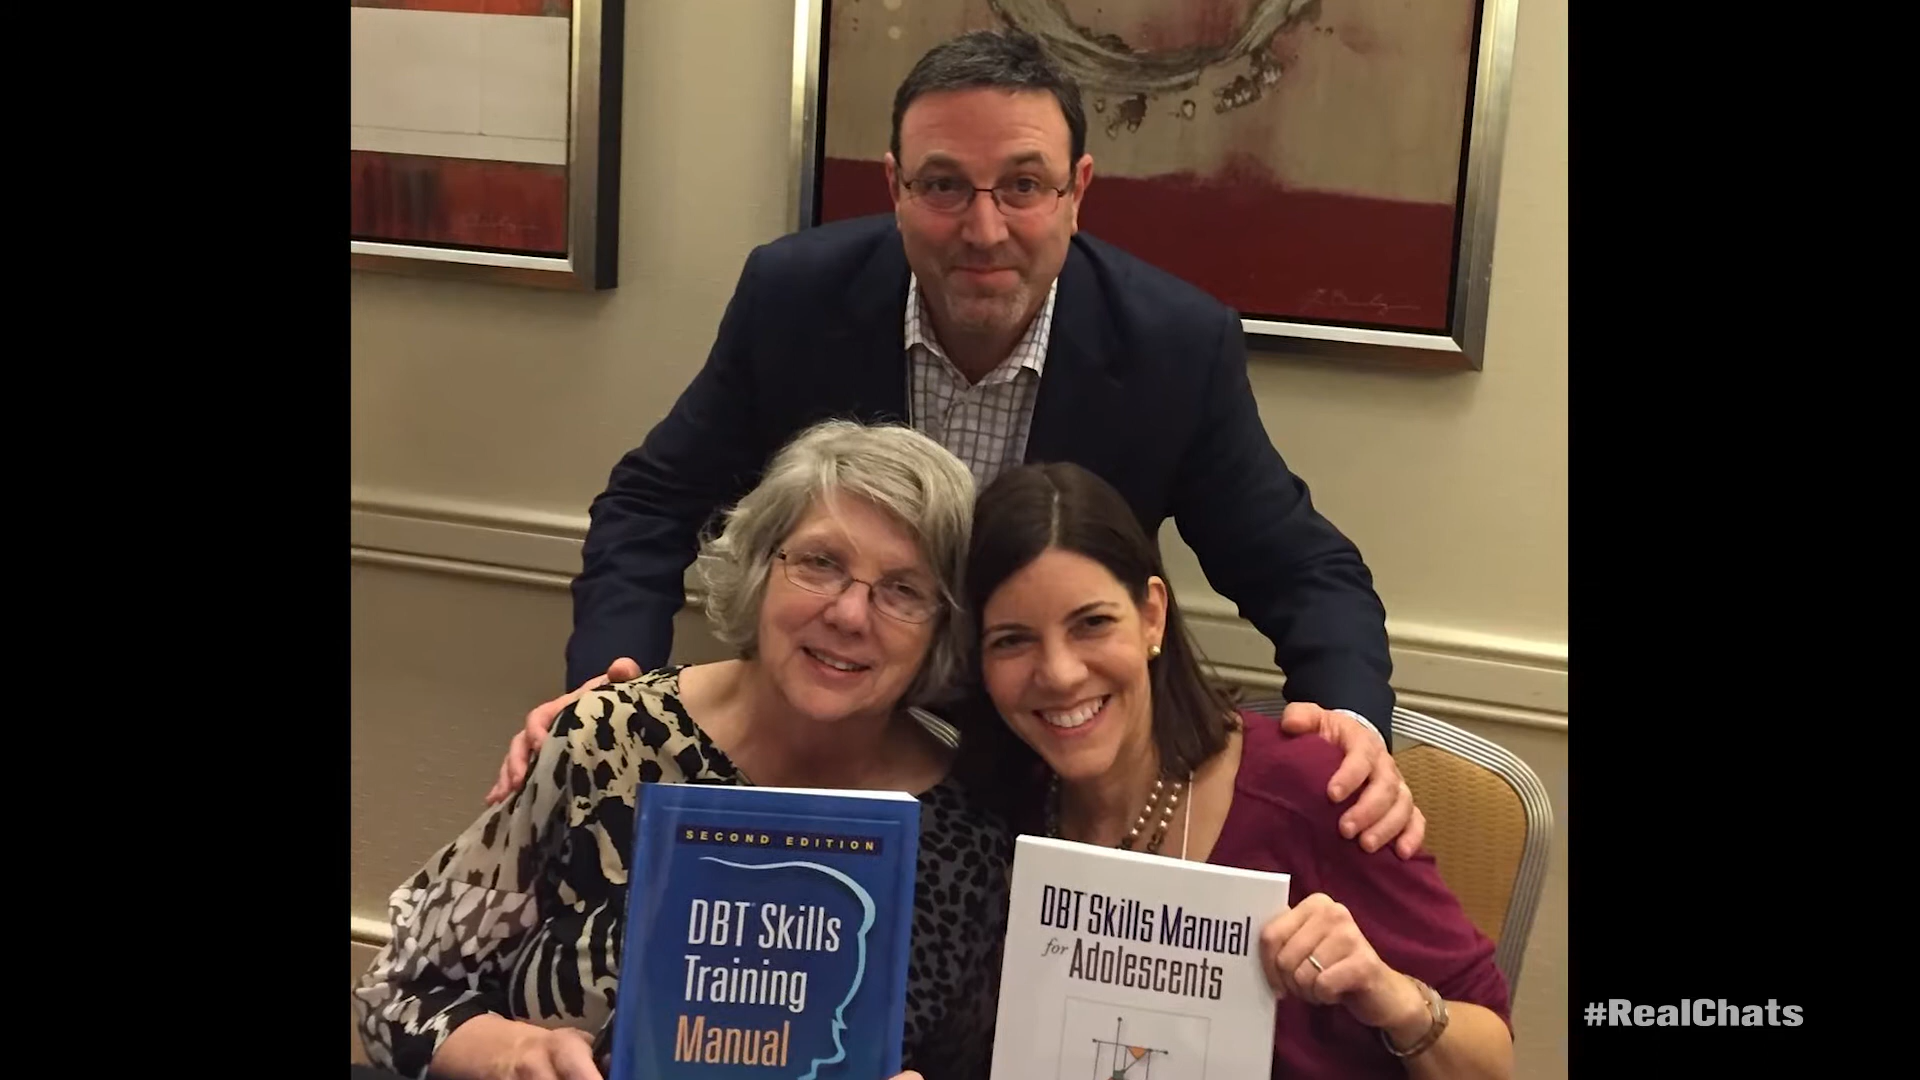 SECOND EDITION
DBT® Skills
Training
Manual
DBT® Skills Manual
for Adolescents
#RealChats